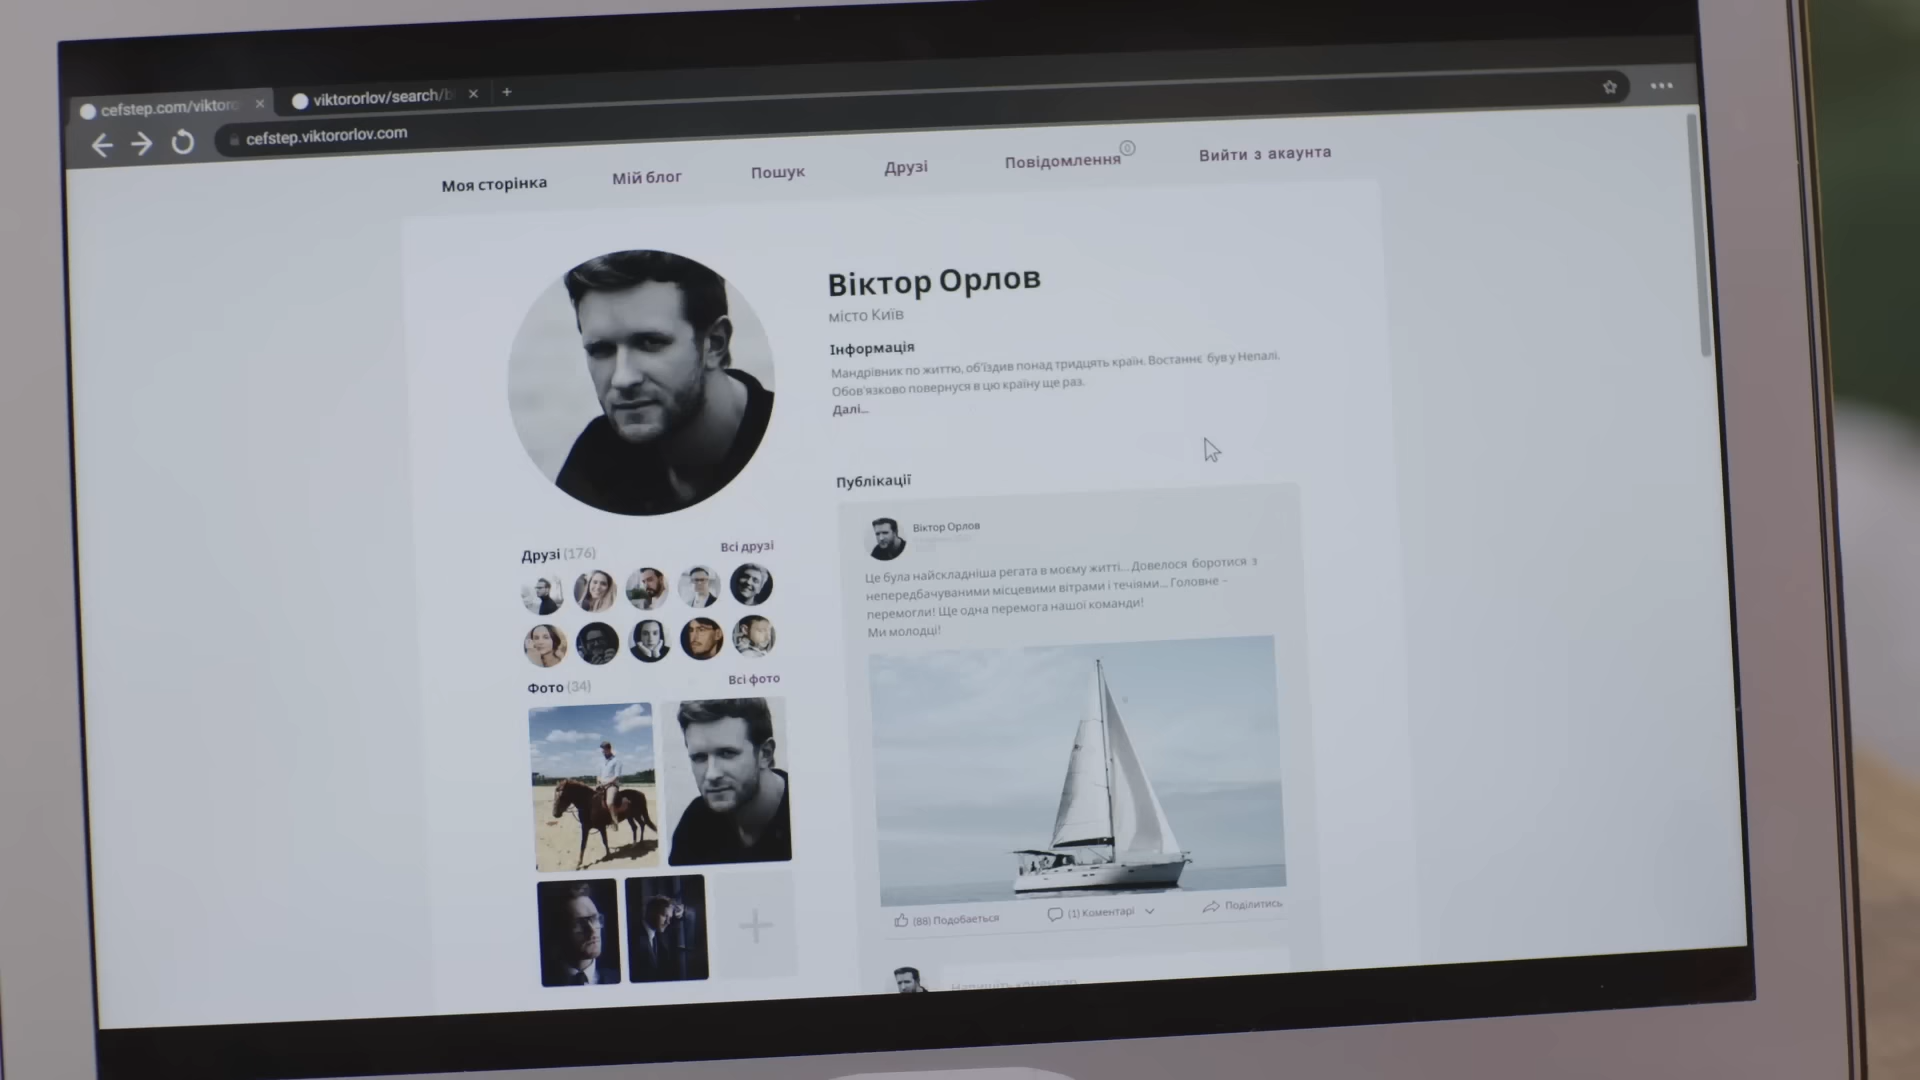 cefstep.com/viktoro
viktororlov/search/b
cefstep.viktororlov.com
Моя сторінка
Мій блог
Пошук
Друзі
Повідомлення
0
Вийти з акаунта
Віктор Орлов
місто Київ
Інформація
Мандрівник по життю, об'їздив понад тридцять країн. Востаннє був у Непалі.
Обов'язково повернуся в цю країну ще раз.
Далі...
Публікації
Віктор Орлов
Це була найскладніша регата в моєму житті... Довелося боротися з
непередбачуваними місцевими вітрами і течіями... Головне –
перемогли! Ще одна перемога нашої команди!
Ми молодці!
(88) Подобаеться
(1) Коментарі
Поділитись
Напишіть коментар
Друзі (176)
Всі друзі
Фото (34)
Всі фото